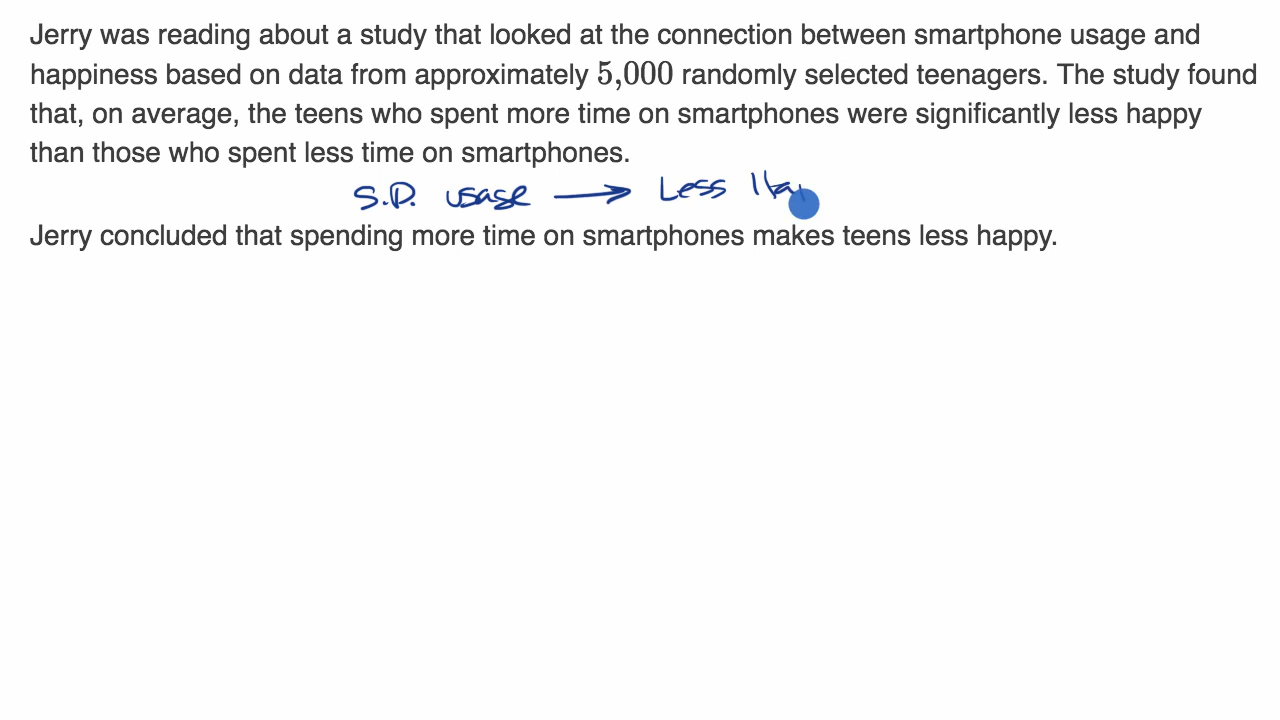 Jerry was reading about a study that looked at the connection between smartphone usage and
happiness based on data from approximately 5,000 randomly selected teenagers. The study found
that, on average, the teens who spent more time on smartphones were significantly less happy
than those who spent less time on smartphones.
S.P. usage → Less
Jerry concluded that spending more time on smartphones makes teens less happy.